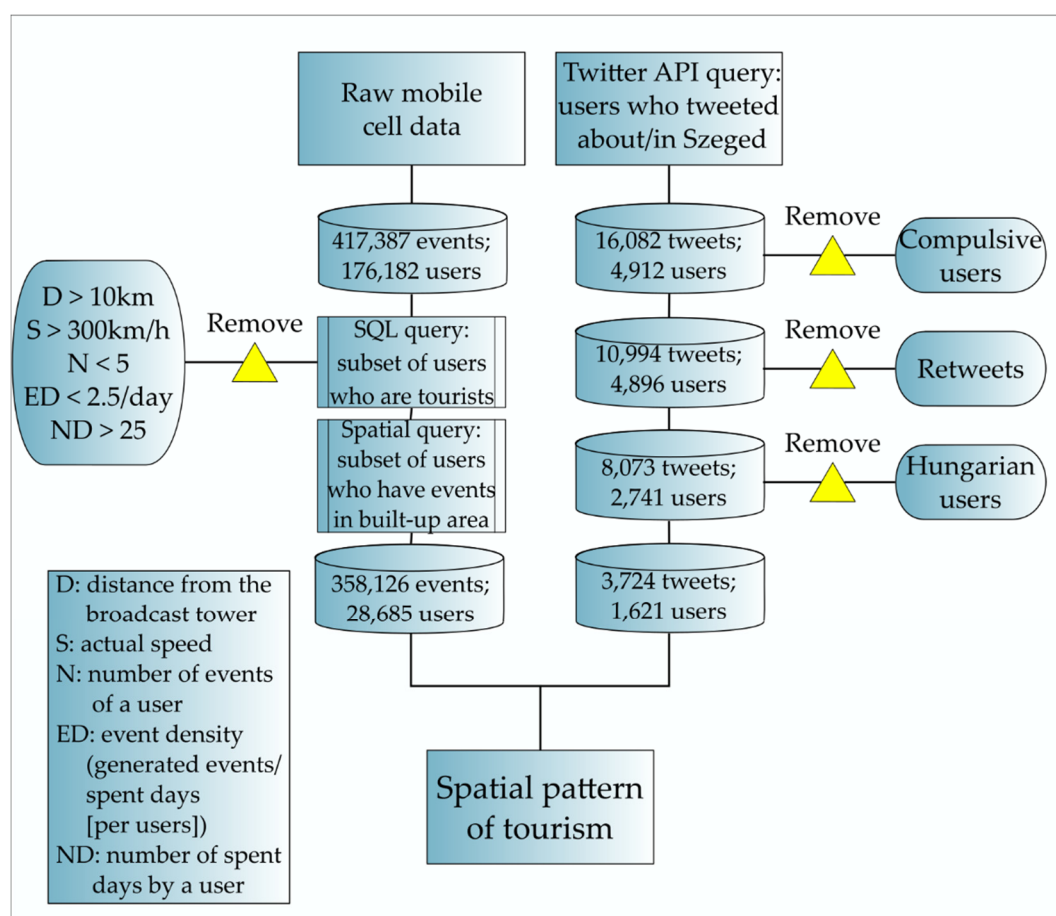 Raw mobile
cell data
Twitter API query:
users who tweeted
about/in Szeged
417,387 events;
176,182 users
16,082 tweets;
4,912 users
Remove
Compulsive
users
D > 10km
S > 300km/h
N < 5
ED < 2.5/day
ND > 25
Remove
SQL query:
subset of users
who are tourists
10,994 tweets;
4,896 users
Remove
Retweets
Spatial query:
subset of users
who have events
in built-up area
8,073 tweets;
2,741 users
Remove
Hungarian
users
358,126 events;
28,685 users
3,724 tweets;
1,621 users
D: distance from the
broadcast tower
S: actual speed
N: number of events
of a user
ED: event density
(generated events/
spent days
[per users])
ND: number of spent
days by a user
Spatial pattern
of tourism